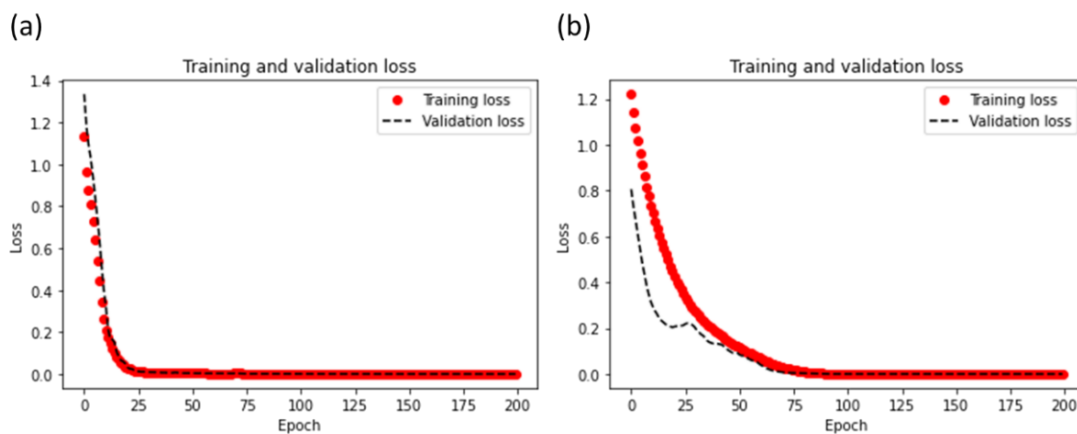 (a)
Training and validation loss
1.4
1.2
1.0
0.8
0.6
0.4
0.2
0.0
Loss
Training loss
Validation loss
0 25 50 75 100 125 150 175 200
Epoch
(b)
Training and validation loss
1.2
1.0
0.8
0.6
0.4
0.2
0.0
Loss
Training loss
Validation loss
0 25 50 75 100 125 150 175 200
Epoch